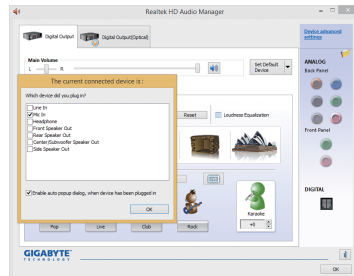 Realtek HD Audio Manager
Digital Output
Digital Output(Optical)
Device advanced
settings
Main Volume
L
R
Set Default
Device
ANALOG
Back Panel
The current connected device is :
Which device did you plug in?
Line In
Mic In
Headphone
Front Speaker Out
Rear Speaker Out
Center/Subwoofer Speaker Out
Side Speaker Out
Enable auto popup dialog, when device has been plugged in
OK
Reset
Loudness Equalization
Front Panel
DIGITAL
Karaoke
+0
Pop
Live
Club
Rock
GIGABYTE™
TECHNOLOGY
OK